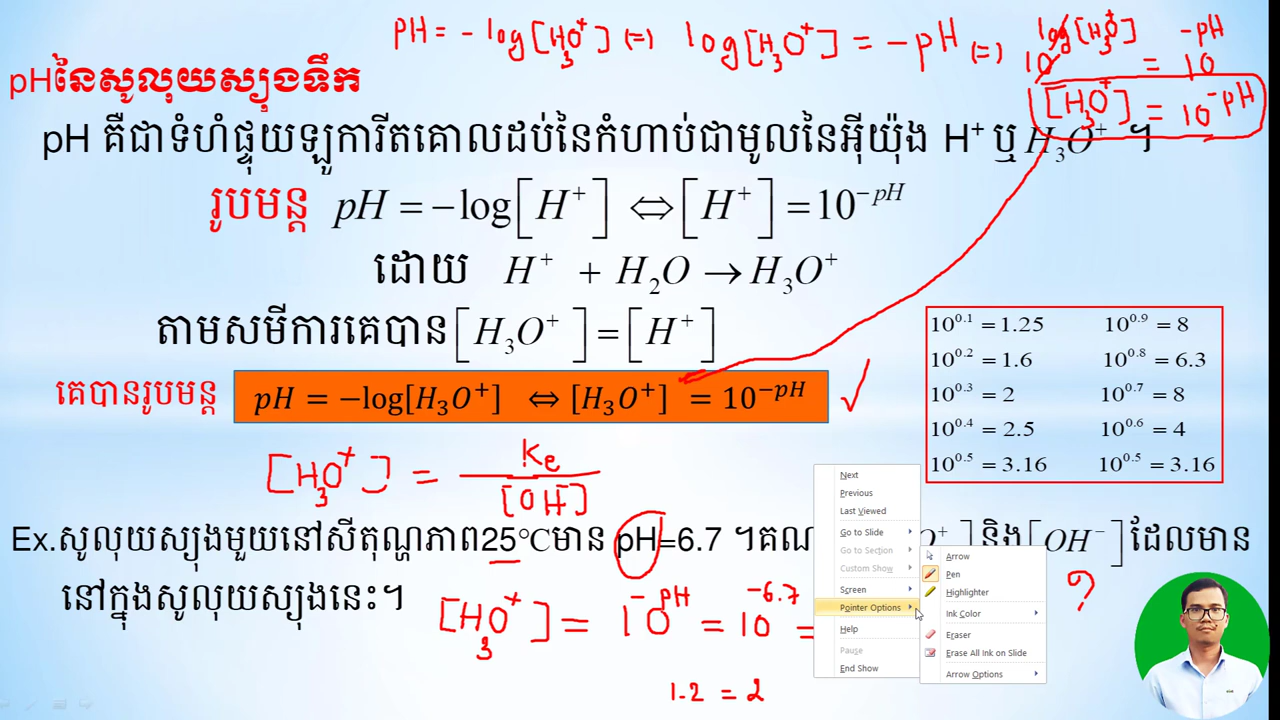 pH = - log[H₃O⁺] (=) log[H₃O⁺] = -pH (=) 10^log[H₃O⁺] = 10^-pH
[H₃O⁺] = 10^-pH
pHនៃសូលុយស្យុងទឹក
pH គឺជាទំហំផ្ទុយឡូការីតគោលដប់នៃកំហាប់ជាមូលនៃអ៊ីយ៉ុង H⁺ ឬ H₃O⁺ ។
រូបមន្ត pH = −log[H⁺] ⇔ [H⁺] = 10^−pH
ដោយ H⁺ + H₂O → H₃O⁺
តាមសមីការគេបាន [H₃O⁺] = [H⁺]
គេបានរូបមន្ត pH = −log[H₃O⁺] ⇔ [H₃O⁺] = 10^−pH ✓
10^0.1 = 1.25 10^0.9 = 8
10^0.2 = 1.6 10^0.8 = 6.3
10^0.3 = 2 10^0.7 = 8
10^0.4 = 2.5 10^0.6 = 4
10^0.5 = 3.16 10^0.5 = 3.16
[H₃O⁺] = Ke / [OH⁻]
Ex.សូលុយស្យុងមួយនៅសីតុណ្ហភាព25°Cមាន pH=6.7 ។គណ O⁺] និង [OH⁻] ដែលមាន
នៅក្នុងសូលុយស្យុងនេះ។
[H₃O⁺] = 10^-pH = 10^-6.7 =
?
1.2 = 2
Next
Previous
Last Viewed
Go to Slide
Go to Section
Custom Show
Screen
Pointer Options
Help
Pause
End Show
Arrow
Pen
Highlighter
Ink Color
Eraser
Erase All Ink on Slide
Arrow Options